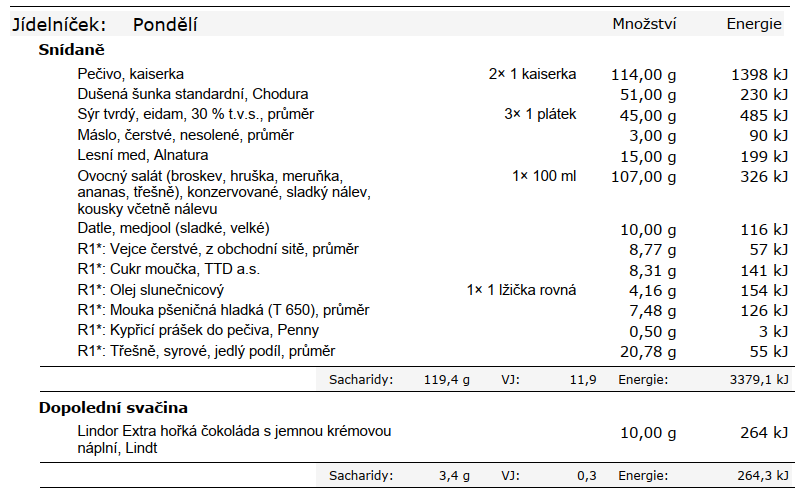 Jídelníček: Pondělí Množství Energie
Snídaně
Pečivo, kaiserka 2× 1 kaiserka 114,00 g 1398 kJ
Dušená šunka standardní, Chodura 51,00 g 230 kJ
Sýr tvrdý, eidam, 30 % t.v.s., průměr 3× 1 plátek 45,00 g 485 kJ
Máslo, čerstvé, nesolené, průměr 3,00 g 90 kJ
Lesní med, Alnatura 15,00 g 199 kJ
Ovocný salát (broskev, hruška, meruňka, 1× 100 ml 107,00 g 326 kJ
ananas, třešně), konzervované, sladký nálev,
kousky včetně nálevu
Datle, medjool (sladké, velké) 10,00 g 116 kJ
R1*: Vejce čerstvé, z obchodní sitě, průměr 8,77 g 57 kJ
R1*: Cukr moučka, TTD a.s. 8,31 g 141 kJ
R1*: Olej slunečnicový 1× 1 lžička rovná 4,16 g 154 kJ
R1*: Mouka pšeničná hladká (T 650), průměr 7,48 g 126 kJ
R1*: Kypřicí prášek do pečiva, Penny 0,50 g 3 kJ
R1*: Třešně, syrové, jedlý podíl, průměr 20,78 g 55 kJ
Sacharidy: 119,4 g VJ: 11,9 Energie: 3379,1 kJ
Dopolední svačina
Lindor Extra hořká čokoláda s jemnou krémovou 10,00 g 264 kJ
náplní, Lindt
Sacharidy: 3,4 g VJ: 0,3 Energie: 264,3 kJ